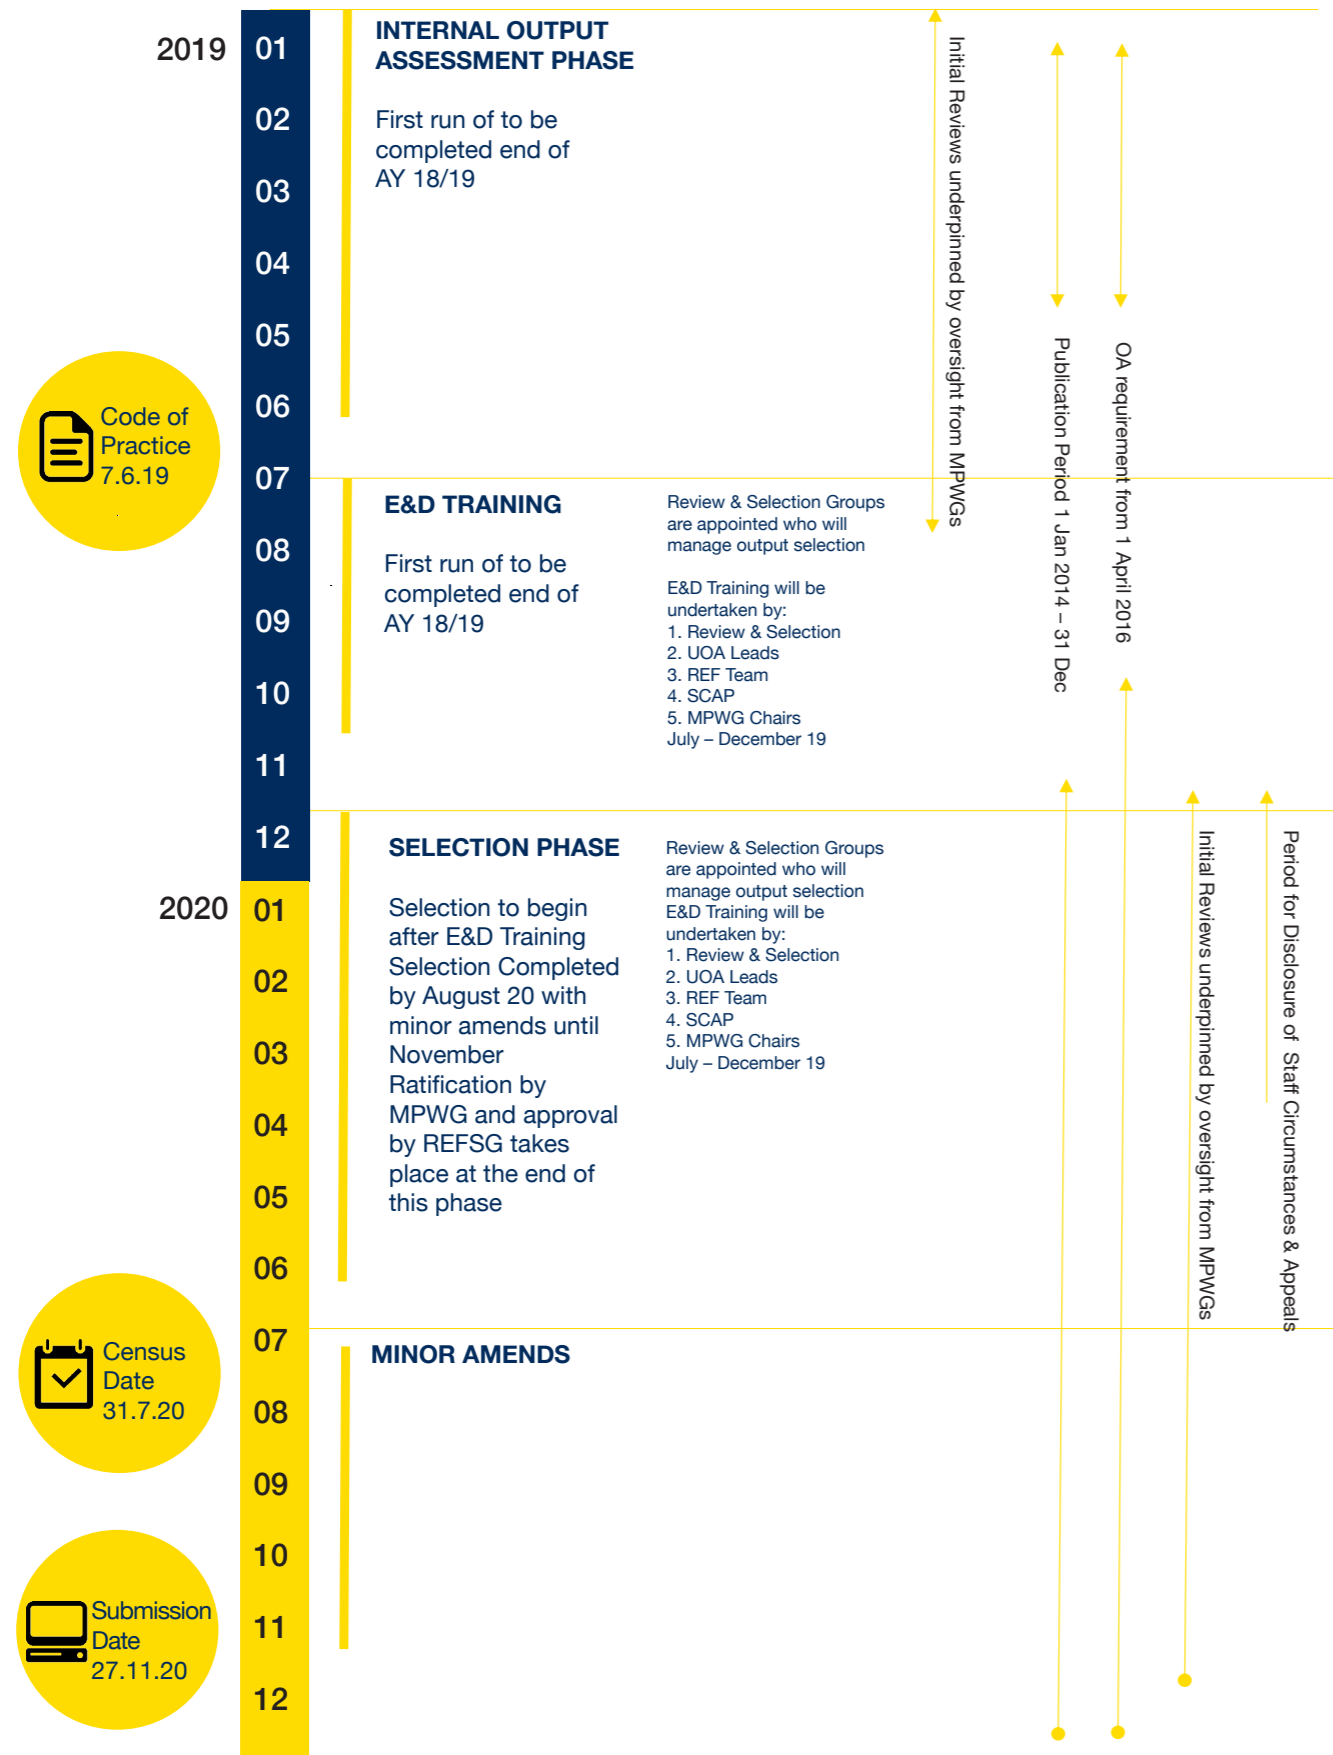 2019
01
02
03
04
05
06
07
08
09
10
11
12
2020
01
02
03
04
05
06
07
08
09
10
11
12
Code of
Practice
7.6.19
Census
Date
31.7.20
Submission
Date
27.11.20
INTERNAL OUTPUT
ASSESSMENT PHASE
First run of to be
completed end of
AY 18/19
E&D TRAINING
First run of to be
completed end of
AY 18/19
Review & Selection Groups
are appointed who will
manage output selection
E&D Training will be
undertaken by:
1. Review & Selection
2. UOA Leads
3. REF Team
4. SCAP
5. MPWG Chairs
July – December 19
SELECTION PHASE
Selection to begin
after E&D Training
Selection Completed
by August 20 with
minor amends until
November
Ratification by
MPWG and approval
by REFSG takes
place at the end of
this phase
Review & Selection Groups
are appointed who will
manage output selection
E&D Training will be
undertaken by:
1. Review & Selection
2. UOA Leads
3. REF Team
4. SCAP
5. MPWG Chairs
July – December 19
MINOR AMENDS
Initial Reviews underpinned by oversight from MPWGs
Publication Period 1 Jan 2014 – 31 Dec
OA requirement from 1 April 2016
Initial Reviews underpinned by oversight from MPWGs
Period for Disclosure of Staff Circumstances & Appeals